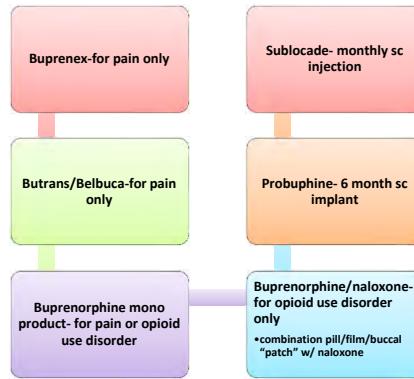 Buprenex-for pain only
Butrans/Belbuca-for pain
only
Buprenorphine mono
product- for pain or opioid
use disorder
Buprenorphine/naloxone-
for opioid use disorder
only
•combination pill/film/buccal
“patch” w/ naloxone
Probuphine- 6 month sc
implant
Sublocade- monthly sc
injection